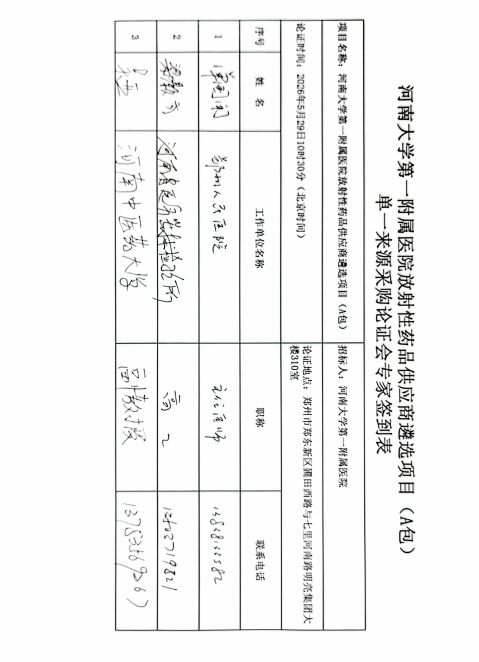 河南大学第一附属医院放射性药品供应商遴选项目（A包）
单一来源采购论证会专家签到表
项目名称：河南大学第一附属医院放射性药品供应商遴选项目（A包）
招标人：河南大学第一附属医院
论证时间：2026年5月29日10时30分（北京时间）
论证地点：郑州市郑东新区圃田西路与七里河南路明亮集团大
楼310室
序号 姓名 工作单位名称 职称 联系电话
1 郑州人民医院 主任医师
2 高工
3 河南中医药大学 副教授